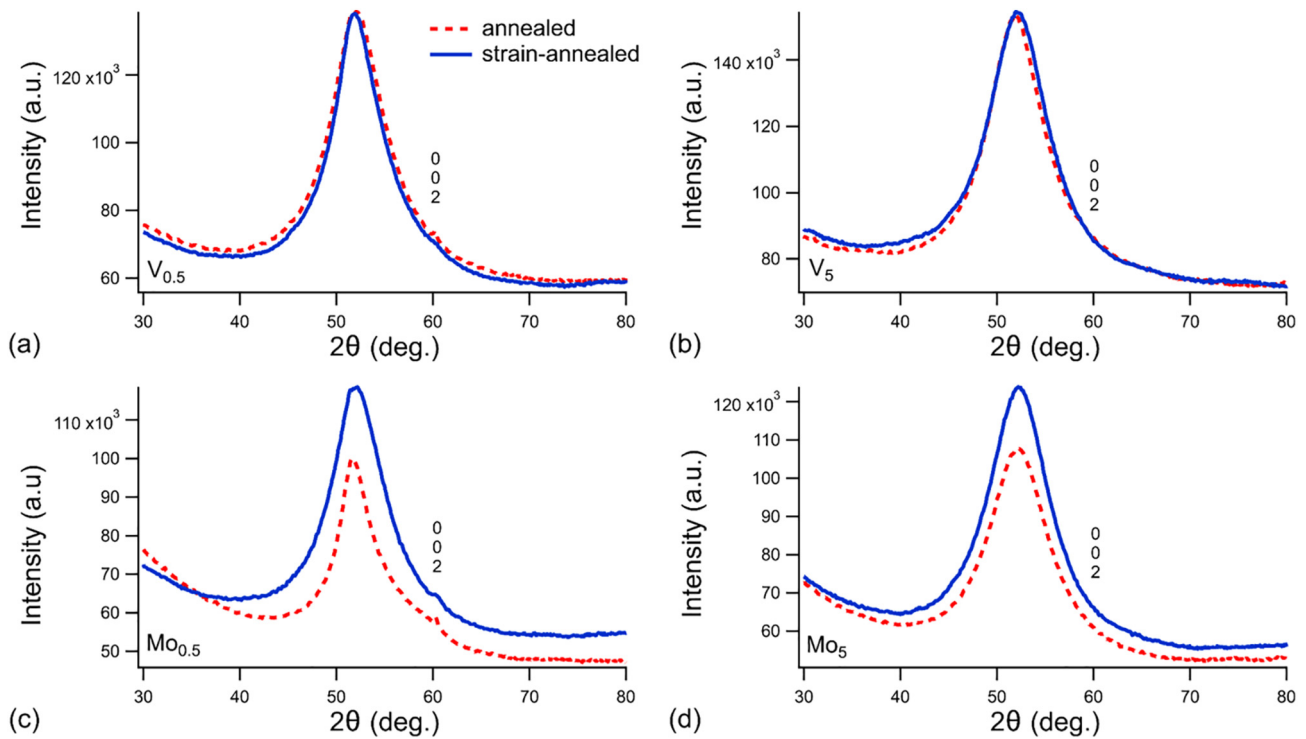 annealed
strain-annealed
Intensity (a.u.)
120 x10³
100
80
60
0
0
2
V0.5
30 40 50 60 70 80
(a)
2θ (deg.)
Intensity (a.u.)
140 x10³
120
100
80
0
0
2
V5
30 40 50 60 70 80
(b)
2θ (deg.)
Intensity (a.u)
110 x10³
100
90
80
70
60
50
0
0
2
Mo0.5
30 40 50 60 70 80
(c)
2θ (deg.)
Intensity (a.u.)
120 x10³
110
100
90
80
70
60
0
0
2
Mo5
30 40 50 60 70 80
(d)
2θ (deg.)